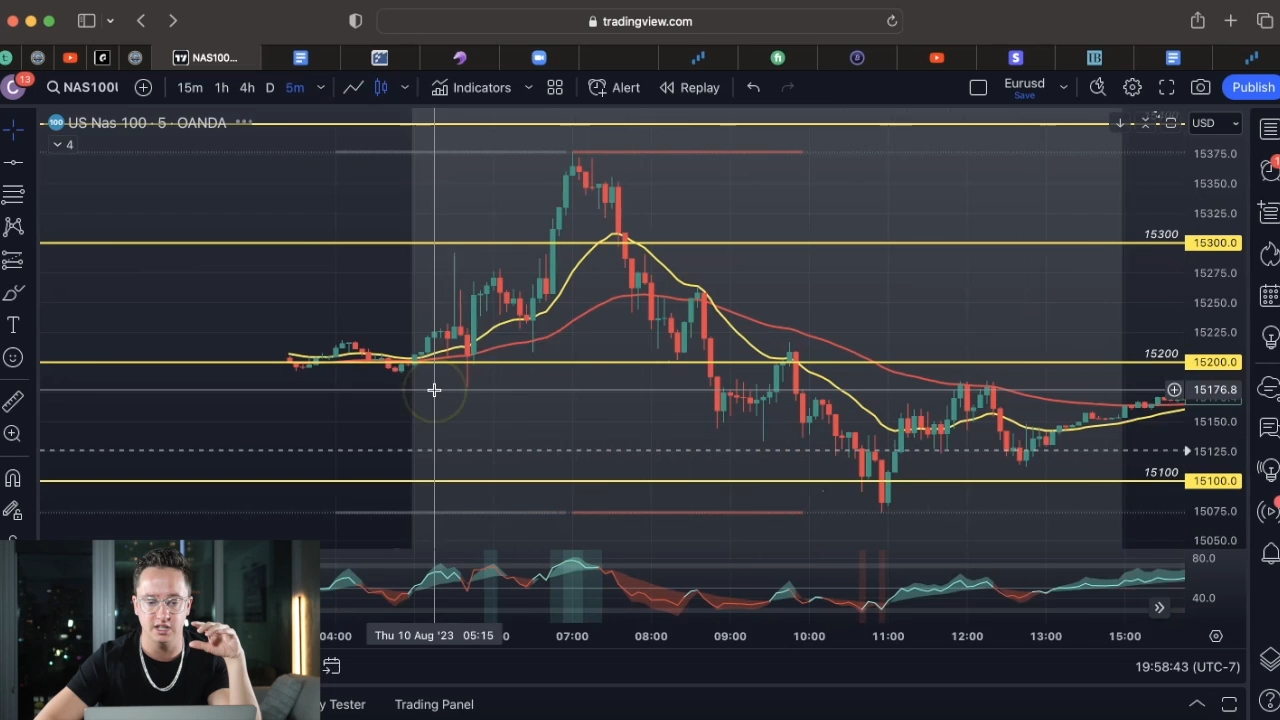 tradingview.com
NAS100...
13
NAS100U
15m 1h 4h D 5m
Indicators
Alert
Replay
Eurusd
Save
Publish
US Nas 100 · 5 · OANDA
USD
4
15375.0
15350.0
15325.0
15300
15300.0
15275.0
15250.0
15225.0
15200
15200.0
15176.8
15150.0
15125.0
15100
15100.0
15075.0
15050.0
80.0
40.0
04:00
Thu 10 Aug '23 05:15
07:00 08:00 09:00 10:00 11:00 12:00 13:00 15:00
19:58:43 (UTC-7)
Tester
Trading Panel